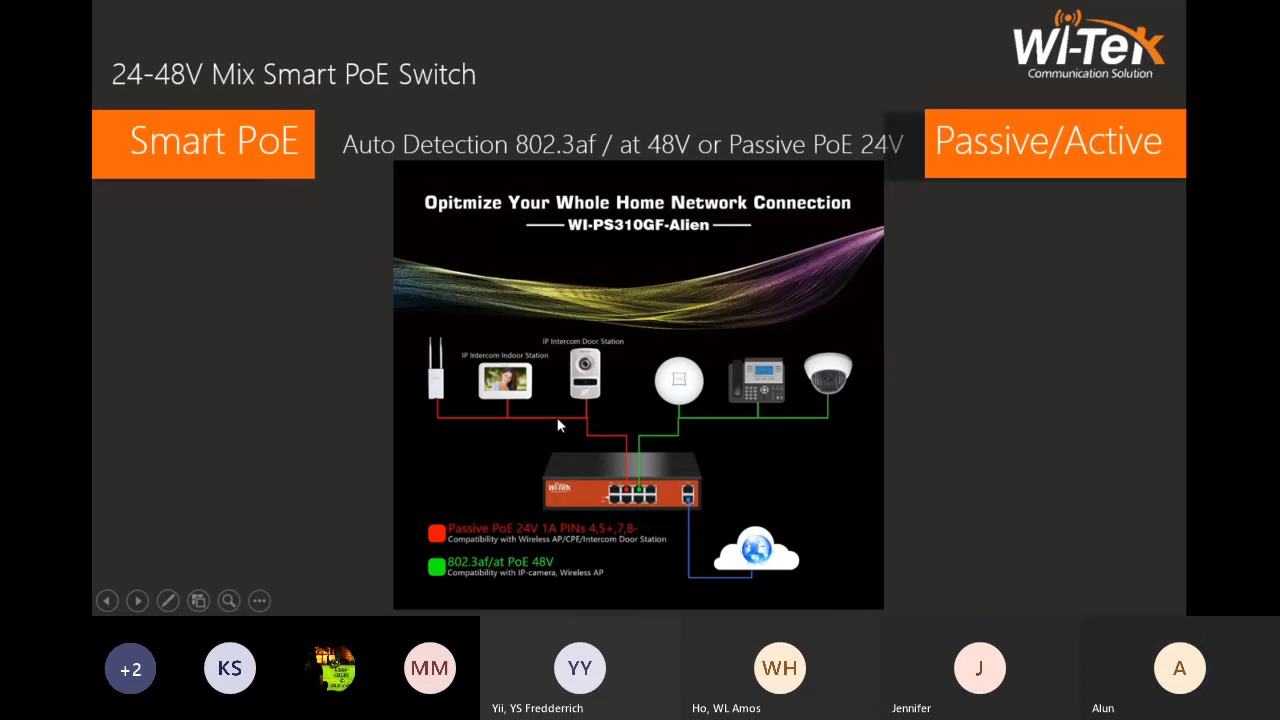 WI-TeK
Communication Solution
24-48V Mix Smart PoE Switch
Smart PoE
Auto Detection 802.3af / at 48V or Passive PoE 24V
Passive/Active
Opitmize Your Whole Home Network Connection
WI-PS310GF-Alien
IP Intercom Door Station
IP Intercom Indoor Station
WI-TeK
Passive PoE 24V 1A PINs 4,5+,7,8-
Compatibility with Wireless AP/CPE/Intercom Door Station
802.3af/at PoE 48V
Compatibility with IP-camera, Wireless AP
+2
KS
MM
YY
WH
J
A
Yii, YS Fredderrich
Ho, WL Amos
Jennifer
Alun